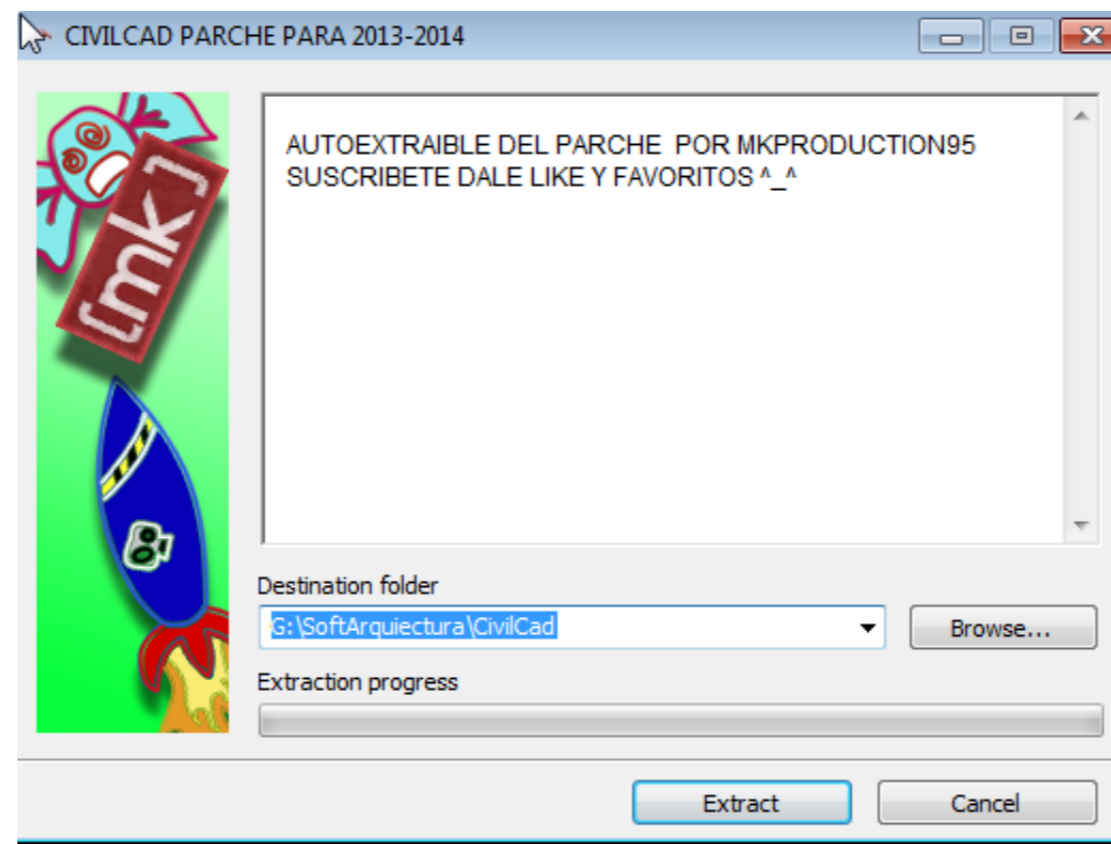 CIVILCAD PARCHE PARA 2013-2014
[mk]
AUTOEXTRAIBLE DEL PARCHE POR MKPRODUCTION95
SUSCRIBETE DALE LIKE Y FAVORITOS ^_^
Destination folder
G:\SoftArquiectura\CivilCad
Browse...
Extraction progress
Extract
Cancel